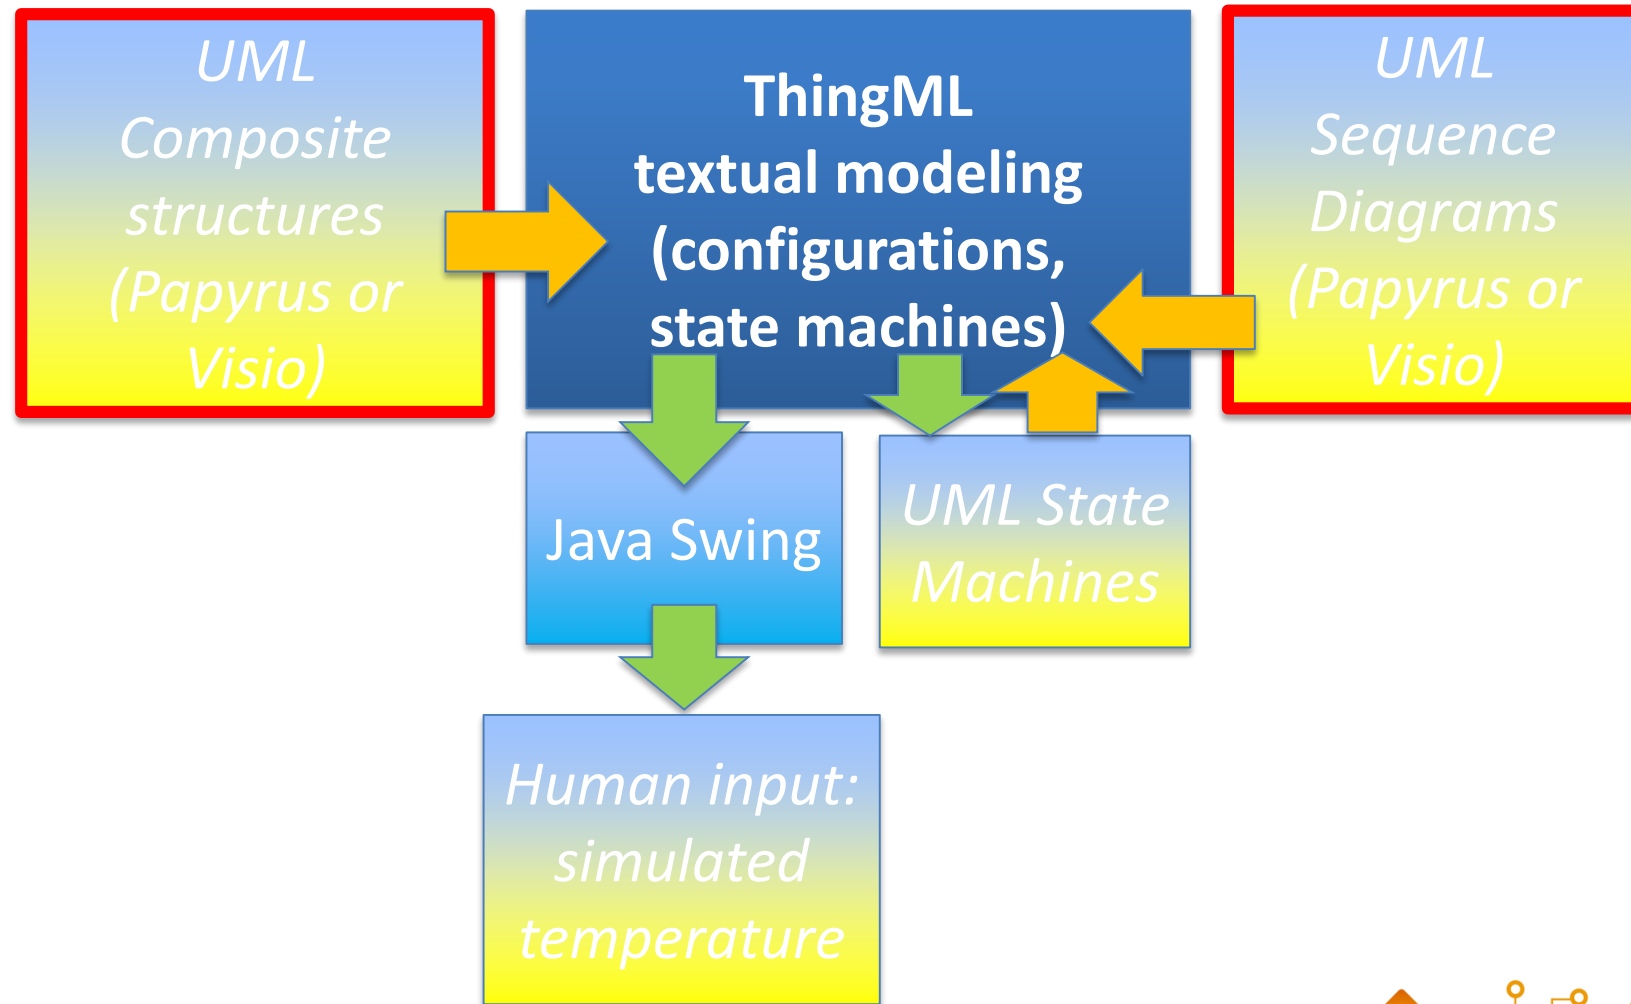 UML
Composite
structures
(Papyrus or
Visio)
ThingML
textual modeling
(configurations,
state machines)
UML
Sequence
Diagrams
(Papyrus or
Visio)
Java Swing
UML State
Machines
Human input:
simulated
temperature